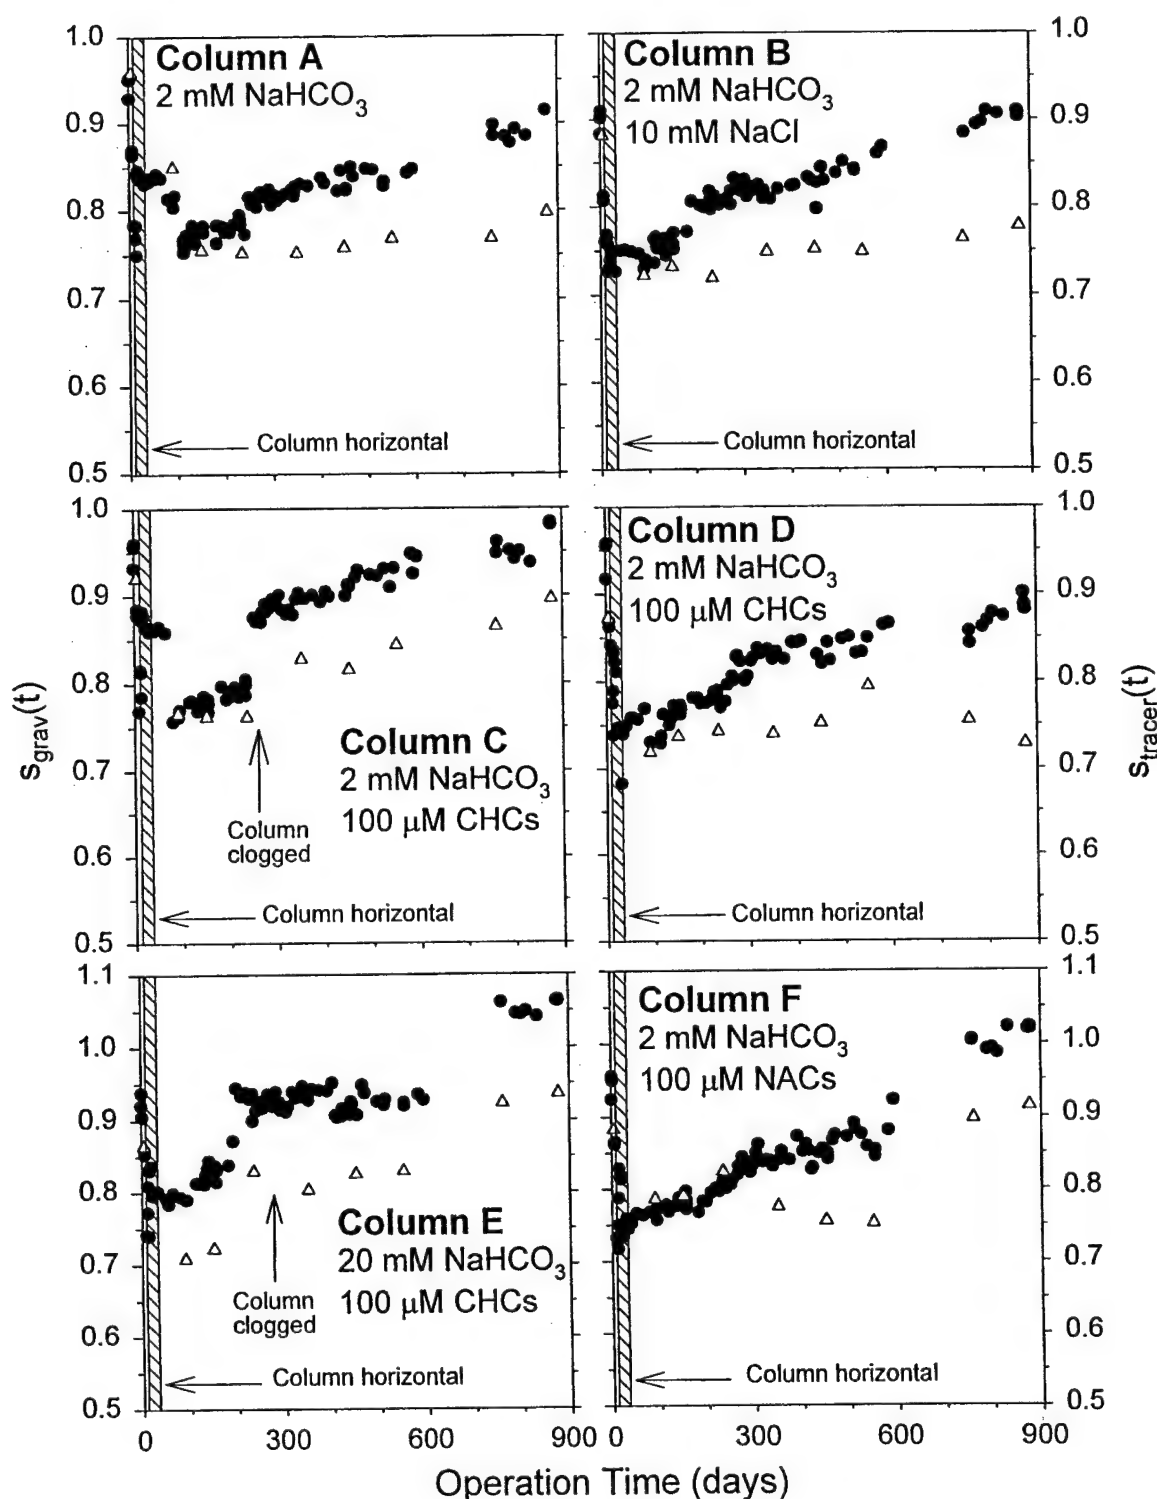 Column A
2 mM NaHCO₃
Column B
2 mM NaHCO₃
10 mM NaCl
1.0
0.9
0.8
0.7
0.6
0.5
1.0
0.9
0.8
0.7
0.6
0.5
Column horizontal
Column horizontal
Column C
2 mM NaHCO₃
100 μM CHCs
Column D
2 mM NaHCO₃
100 μM CHCs
1.0
0.9
0.8
0.7
0.6
0.5
1.0
0.9
0.8
0.7
0.6
0.5
Column
clogged
Column horizontal
Column horizontal
s_grav(t)
s_tracer(t)
Column E
20 mM NaHCO₃
100 μM CHCs
Column F
2 mM NaHCO₃
100 μM NACs
1.1
1.0
0.9
0.8
0.7
0.6
0.5
1.1
1.0
0.9
0.8
0.7
0.6
0.5
Column
clogged
Column horizontal
Column horizontal
0 300 600 900 0 300 600 900
Operation Time (days)